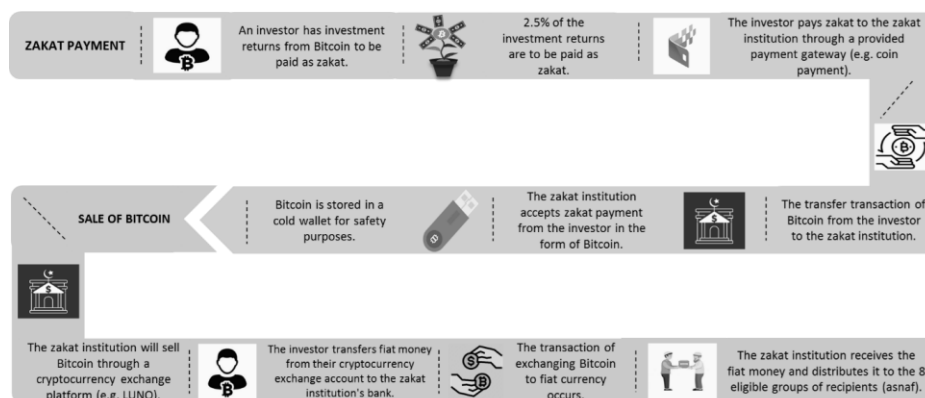 ZAKAT PAYMENT
An investor has investment
returns from Bitcoin to be
paid as zakat.
2.5% of the
investment returns
are to be paid as
zakat.
The investor pays zakat to the zakat
institution through a provided
payment gateway (e.g. coin
payment).
The transfer transaction of
Bitcoin from the investor
to the zakat institution.
The zakat institution
accepts zakat payment
from the investor in the
form of Bitcoin.
Bitcoin is stored in a
cold wallet for safety
purposes.
SALE OF BITCOIN
The zakat institution will sell
Bitcoin through a
cryptocurrency exchange
platform (e.g. LUNO).
The investor transfers fiat money
from their cryptocurrency
exchange account to the zakat
institution's bank.
The transaction of
exchanging Bitcoin
to fiat currency
occurs.
The zakat institution receives the
fiat money and distributes it to the 8
eligible groups of recipients (asnaf).